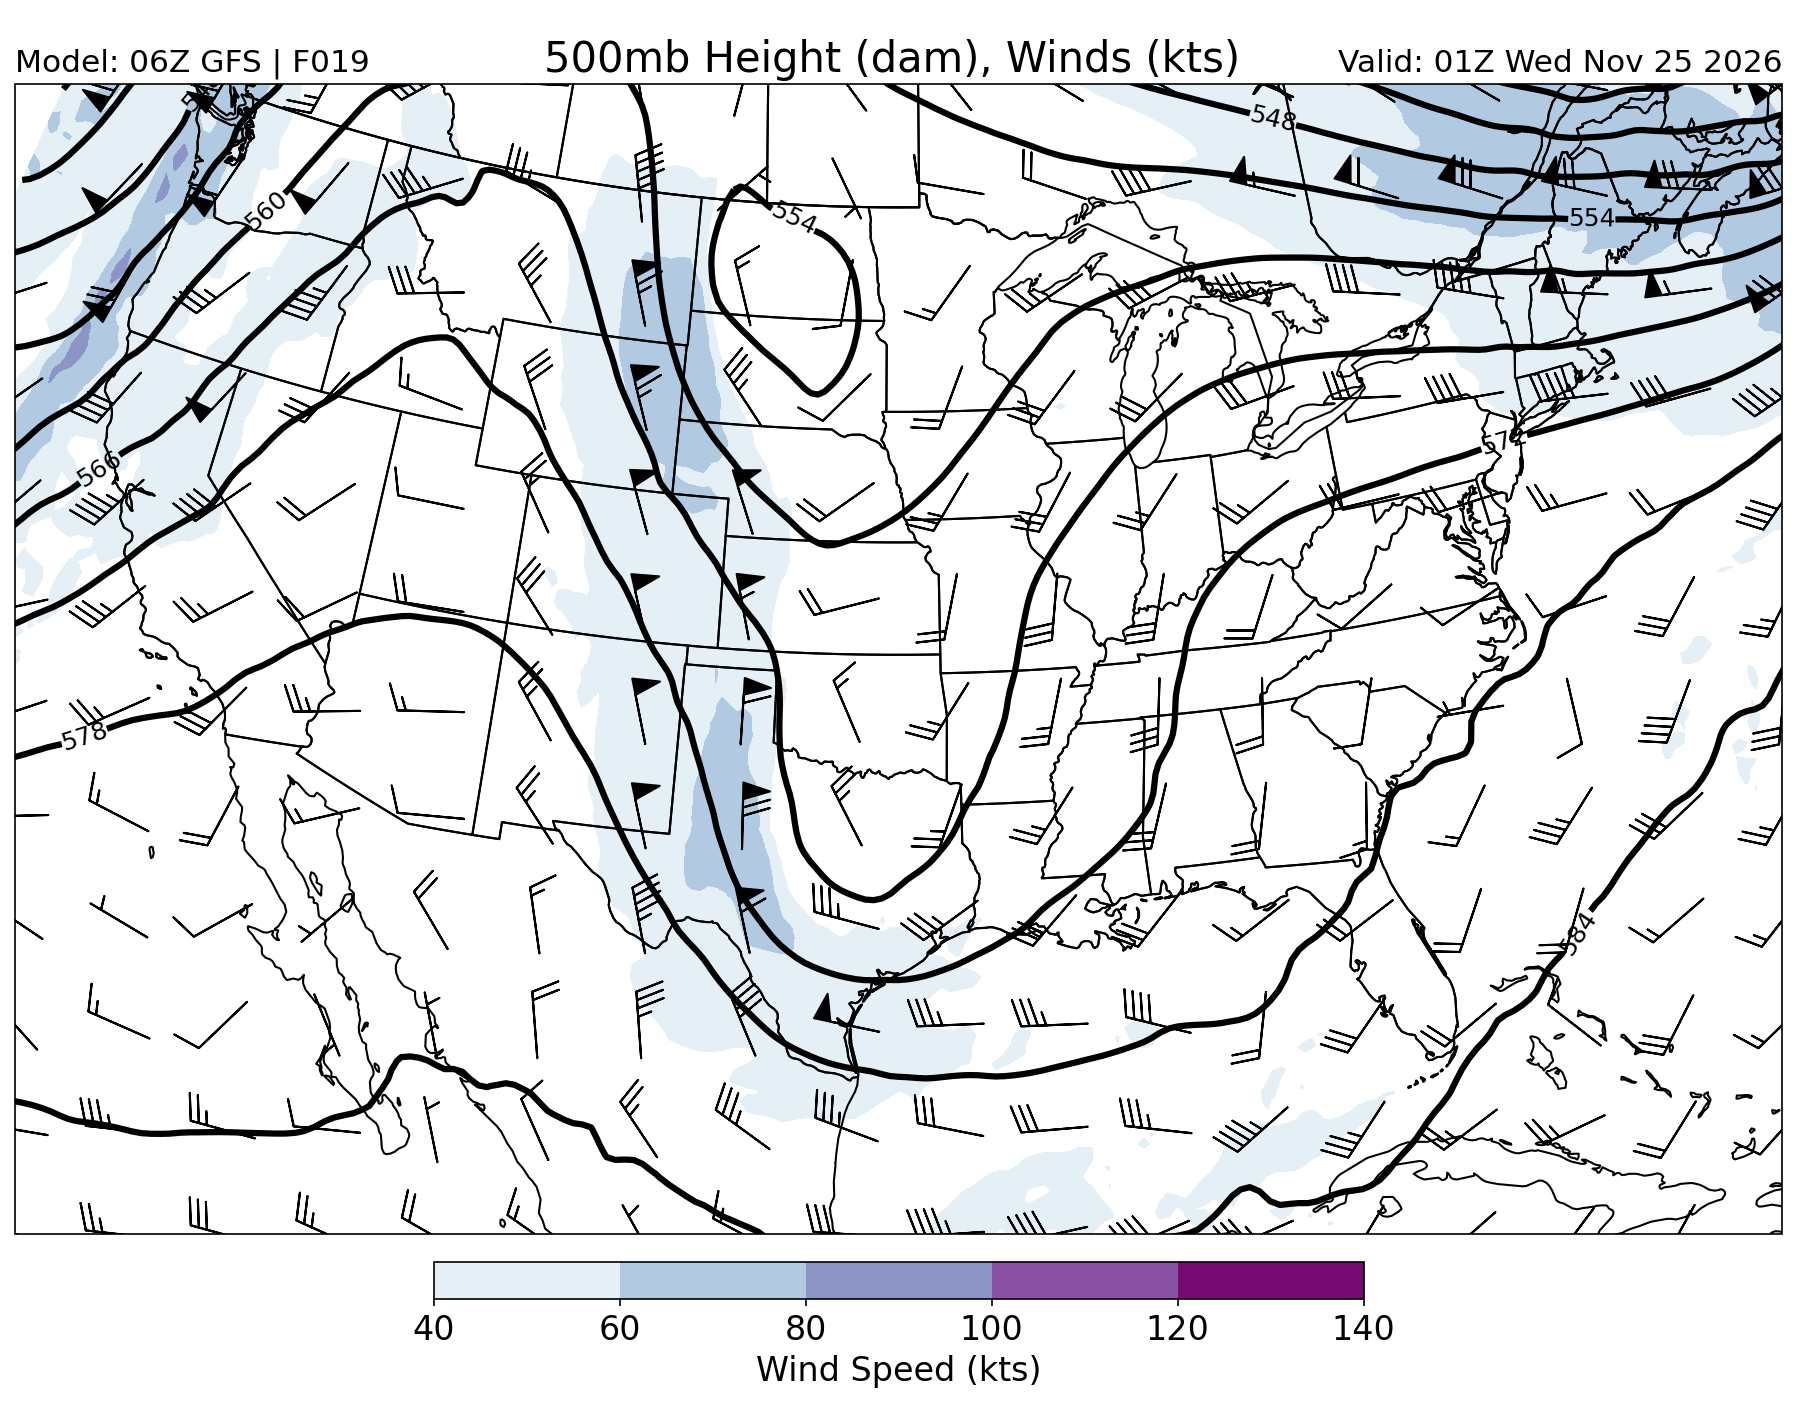 Model: 06Z GFS | F019
500mb Height (dam), Winds (kts)
Valid: 01Z Wed Nov 25 2026
548
560
554
554
572
566
578
584
40 60 80 100 120 140
Wind Speed (kts)